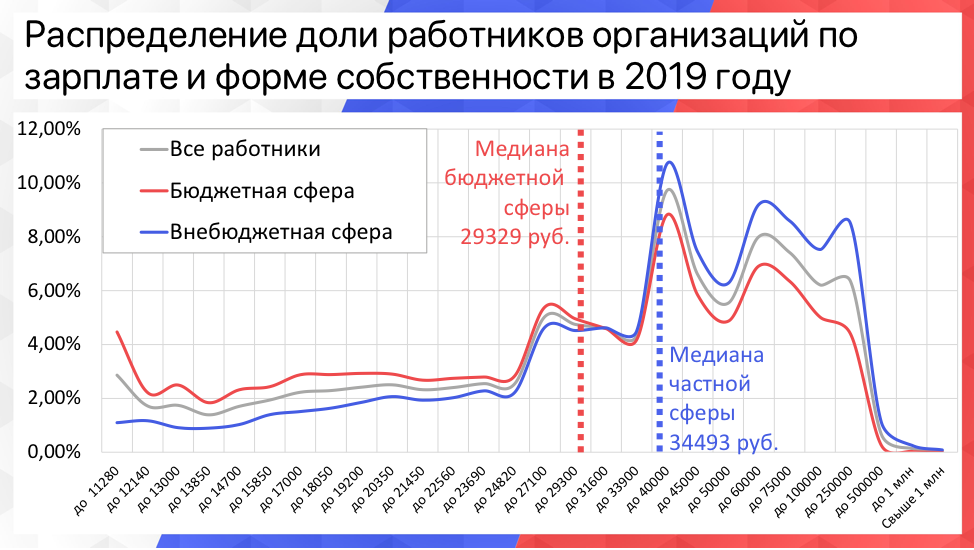 Распределение доли работников организаций по
зарплате и форме собственности в 2019 году
12,00%
10,00%
8,00%
6,00%
4,00%
2,00%
0,00%
Все работники
Бюджетная сфера
Внебюджетная сфера
Медиана
бюджетной
сферы
29329 руб.
Медиана
частной
сферы
34493 руб.
до 11280
до 12140
до 13000
до 13850
до 14700
до 15850
до 17000
до 18050
до 19200
до 20350
до 21450
до 22560
до 23690
до 24820
до 27100
до 29300
до 31600
до 33900
до 40000
до 45000
до 50000
до 60000
до 75000
до 100000
до 250000
до 500000
до 1 млн
Свыше 1 млн